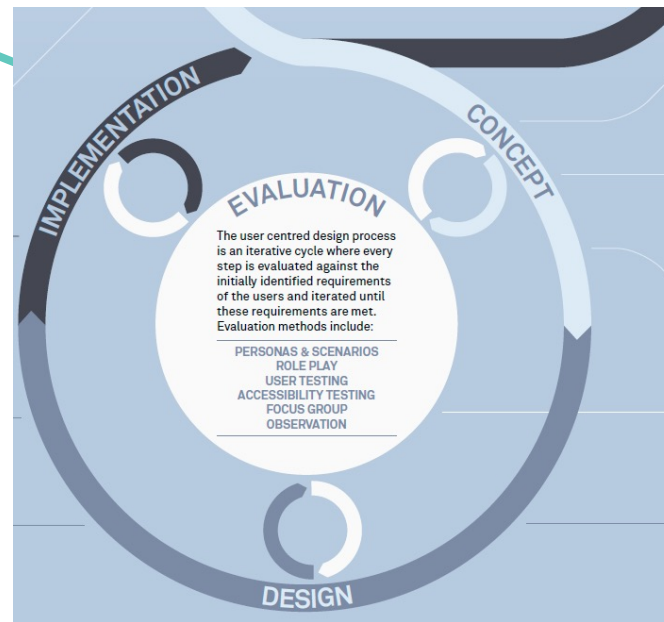 IMPLEMENTATION
CONCEPT
EVALUATION
The user centred design process
is an iterative cycle where every
step is evaluated against the
initially identified requirements
of the users and iterated until
these requirements are met.
Evaluation methods include:
PERSONAS & SCENARIOS
ROLE PLAY
USER TESTING
ACCESSIBILITY TESTING
FOCUS GROUP
OBSERVATION
DESIGN